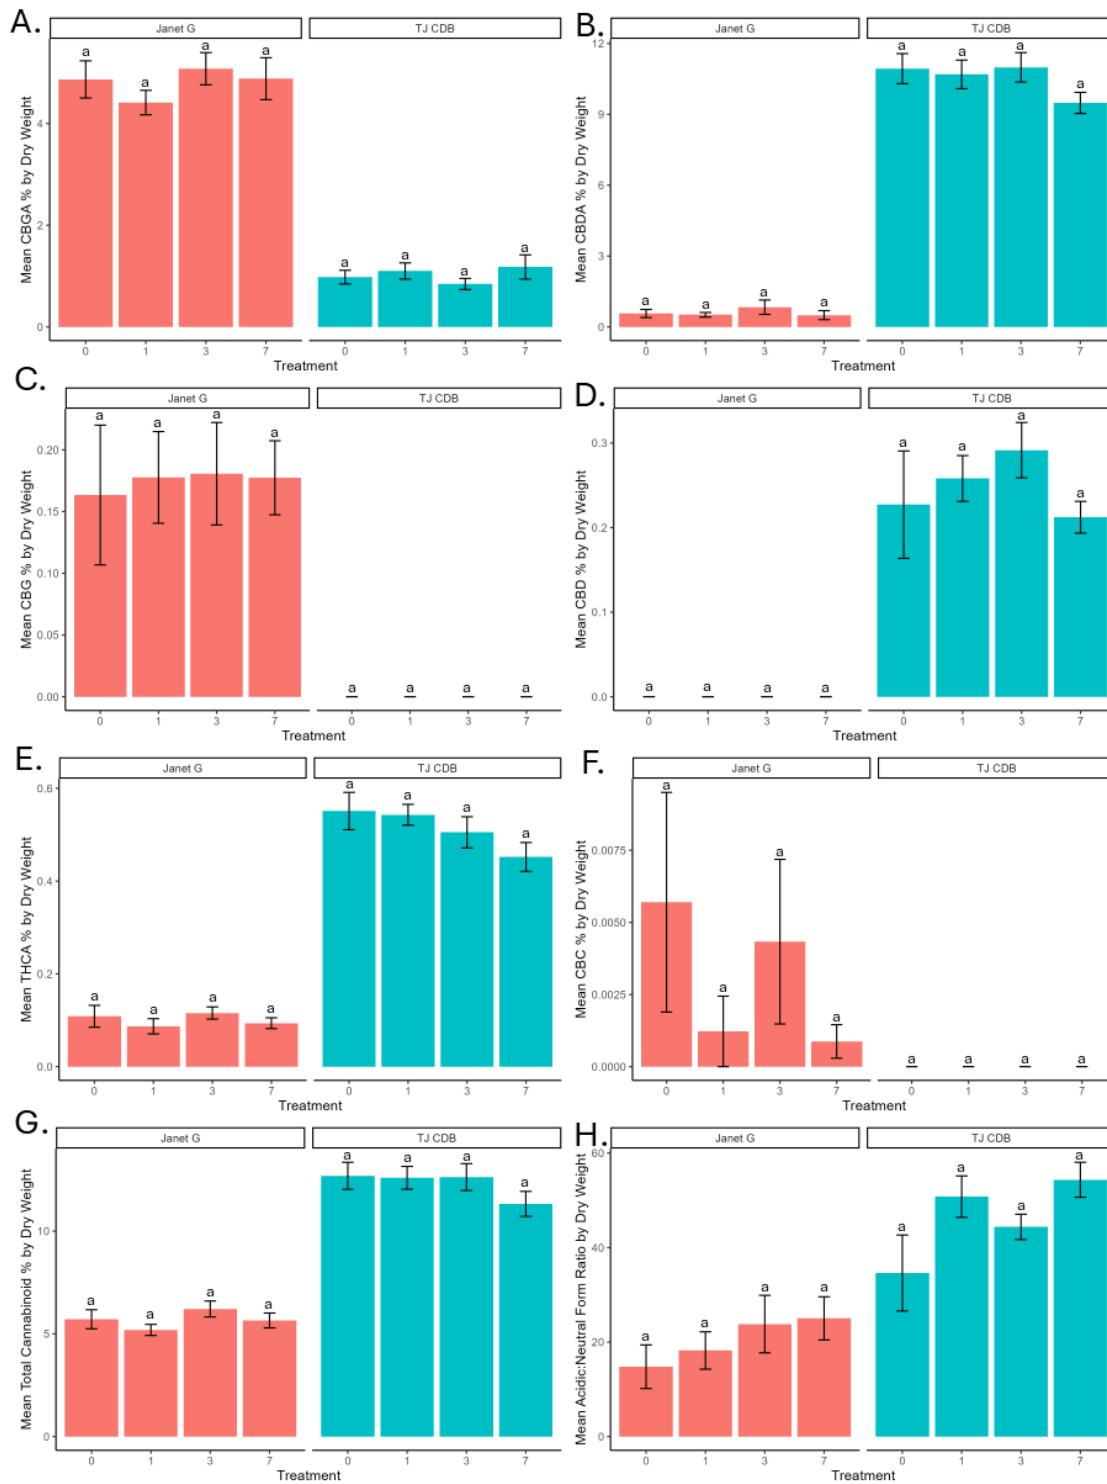 A.
Janet G
TJ CDB
Mean CBGA % by Dry Weight
4
2
0
a a a a
a a a a
0 1 3 7
0 1 3 7
Treatment
B.
Janet G
TJ CDB
Mean CBDA % by Dry Weight
12
9
6
3
0
a a a a
a a a a
0 1 3 7
0 1 3 7
Treatment
C.
Janet G
TJ CDB
Mean CBG % by Dry Weight
0.20
0.15
0.10
0.05
0.00
a a a a
a a a a
0 1 3 7
0 1 3 7
Treatment
D.
Janet G
TJ CDB
Mean CBD % by Dry Weight
0.3
0.2
0.1
0.0
a a a a
a a a a
0 1 3 7
0 1 3 7
Treatment
E.
Janet G
TJ CDB
Mean THCA % by Dry Weight
0.6
0.4
0.2
0.0
a a a a
a a a a
0 1 3 7
0 1 3 7
Treatment
F.
Janet G
TJ CDB
Mean CBC % by Dry Weight
0.0075
0.0050
0.0025
0.0000
a a a a
a a a a
0 1 3 7
0 1 3 7
Treatment
G.
Janet G
TJ CDB
Mean Total Cannabinoid % by Dry Weight
10
5
0
a a a a
a a a a
0 1 3 7
0 1 3 7
Treatment
H.
Janet G
TJ CDB
Mean Acidic:Neutral Form Ratio by Dry Weight
60
40
20
0
a a a a
a a a a
0 1 3 7
0 1 3 7
Treatment